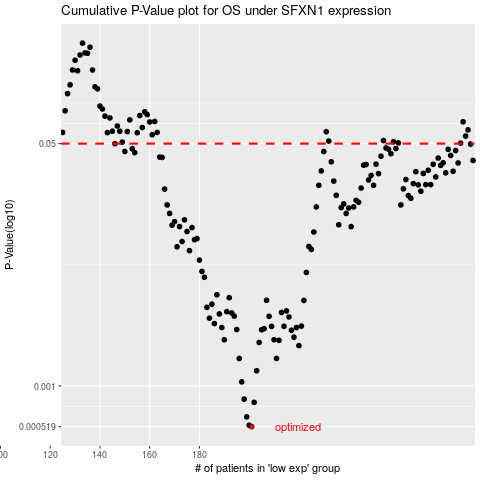 Cumulative P-Value plot for OS under SFXN1 expression
P-Value(log10)
0.05
0.001
0.000519
optimized
00
120
140
160
180
# of patients in 'low exp' group